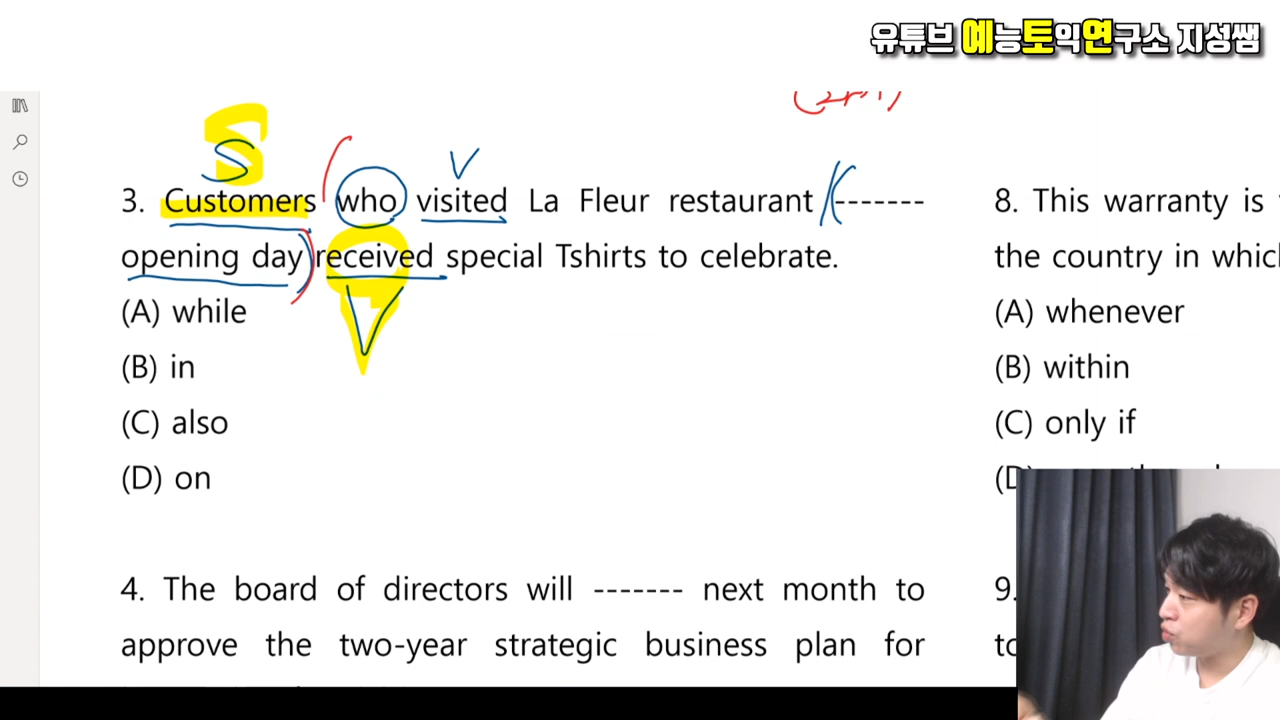 유튜브 예능토익연구소 지성쌤
S
V
3. Customers who visited La Fleur restaurant -------
opening day received special Tshirts to celebrate.
V
(A) while
(B) in
(C) also
(D) on
4. The board of directors will ------- next month to
approve the two-year strategic business plan for
8. This warranty is
the country in which
(A) whenever
(B) within
(C) only if
(D)
9.